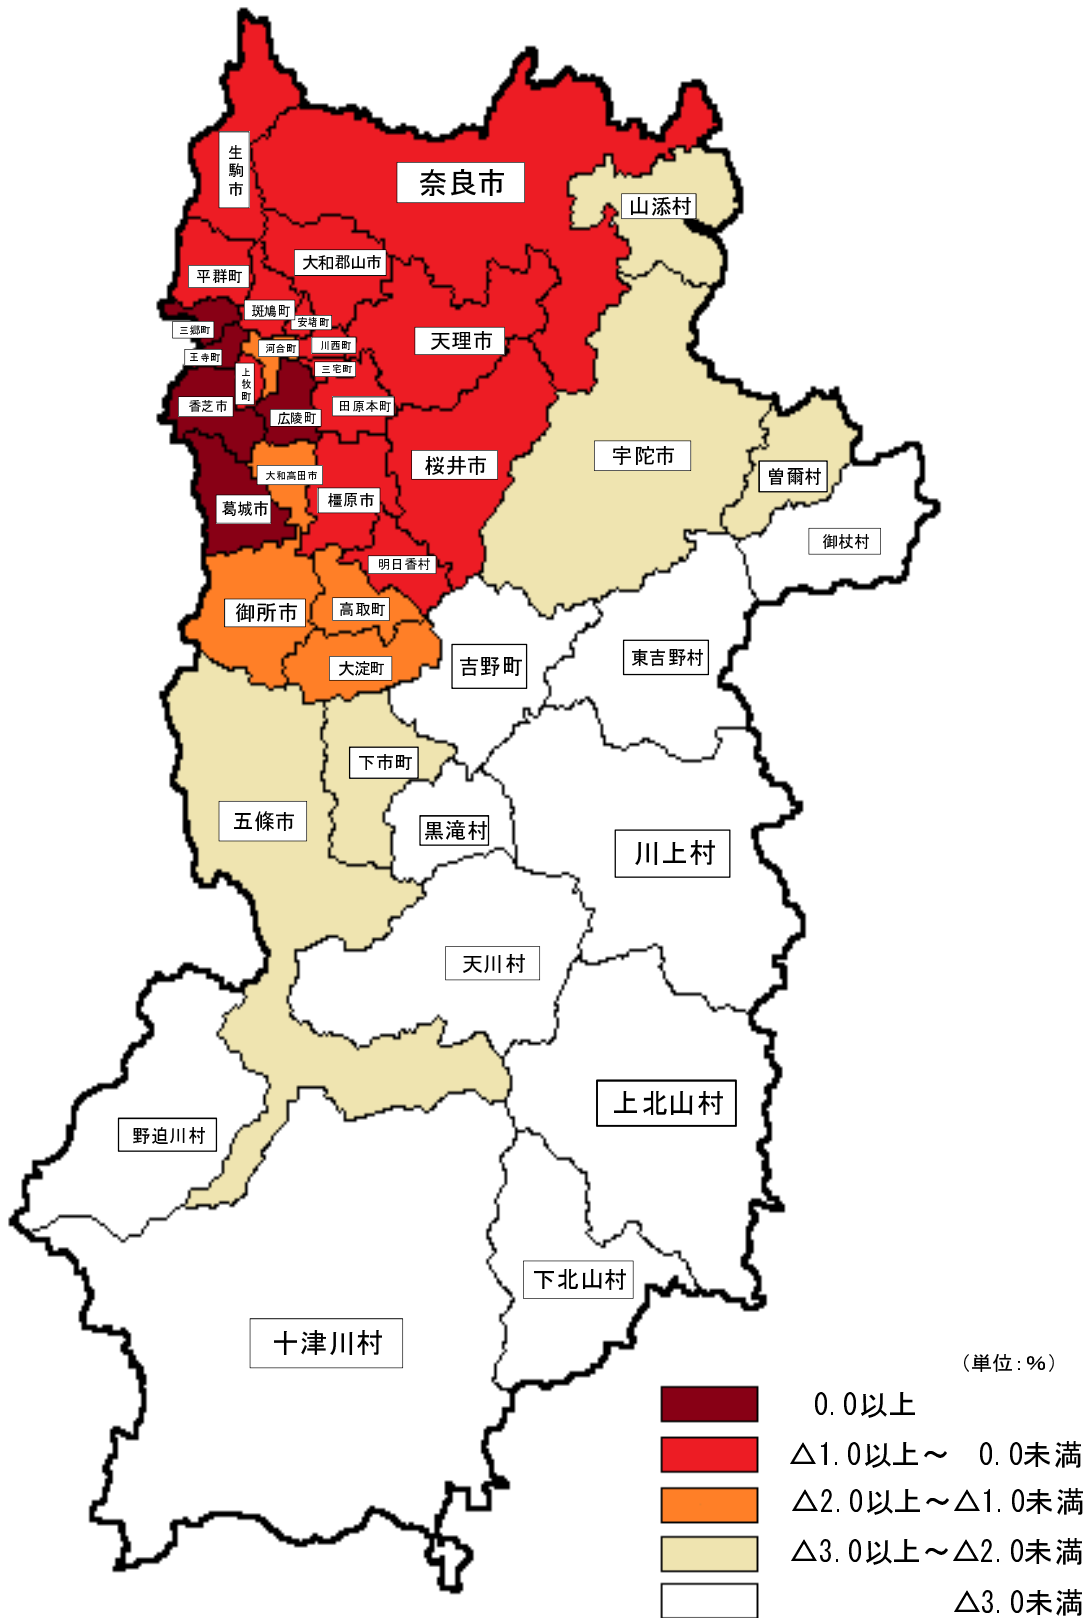 生駒市
奈良市
山添村
平群町
大和郡山市
斑鳩町
安堵町
三郷町
天理市
河合町
川西町
王寺町
三宅町
上牧町
香芝市
広陵町
田原本町
宇陀市
桜井市
曽爾村
大和高田市
橿原市
葛城市
御杖村
明日香村
御所市
高取町
東吉野村
吉野町
大淀町
下市町
五條市
黒滝村
川上村
天川村
上北山村
野迫川村
下北山村
十津川村
（単位：％）
0.0以上
△1.0以上～　0.0未満
△2.0以上～△1.0未満
△3.0以上～△2.0未満
△3.0未満